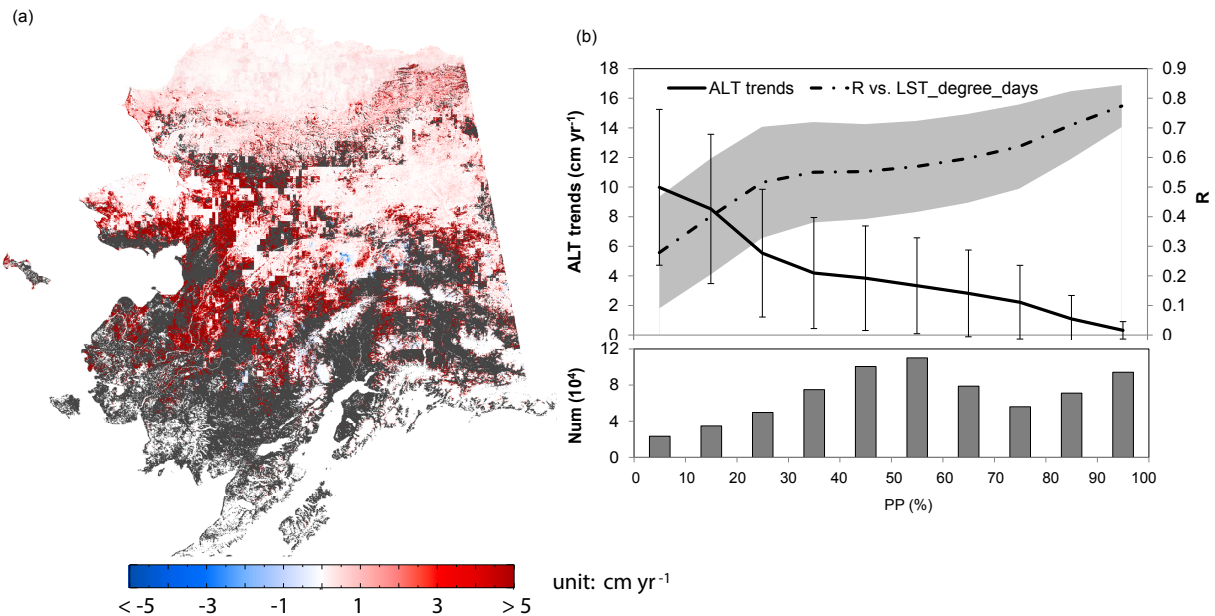 (a)
< -5 -3 -1 1 3 > 5
unit: cm yr⁻¹
(b)
ALT trends
R vs. LST_degree_days
ALT trends (cm yr⁻¹)
18
16
14
12
10
8
6
4
2
0
0.9
0.8
0.7
0.6
0.5
0.4
0.3
0.2
0.1
0
R
Num (10⁴)
12
8
4
0
0 10 20 30 40 50 60 70 80 90 100
PP (%)